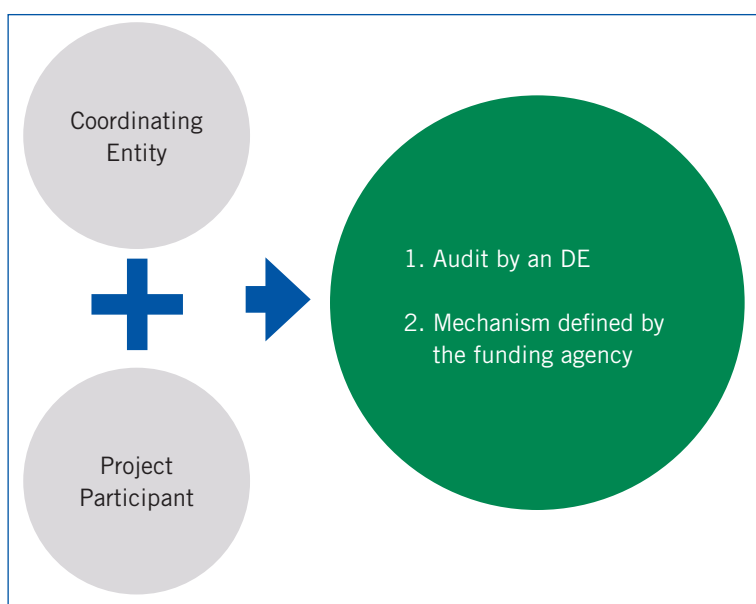 Coordinating
Entity
Project
Participant
1. Audit by an DE
2. Mechanism defined by
the funding agency